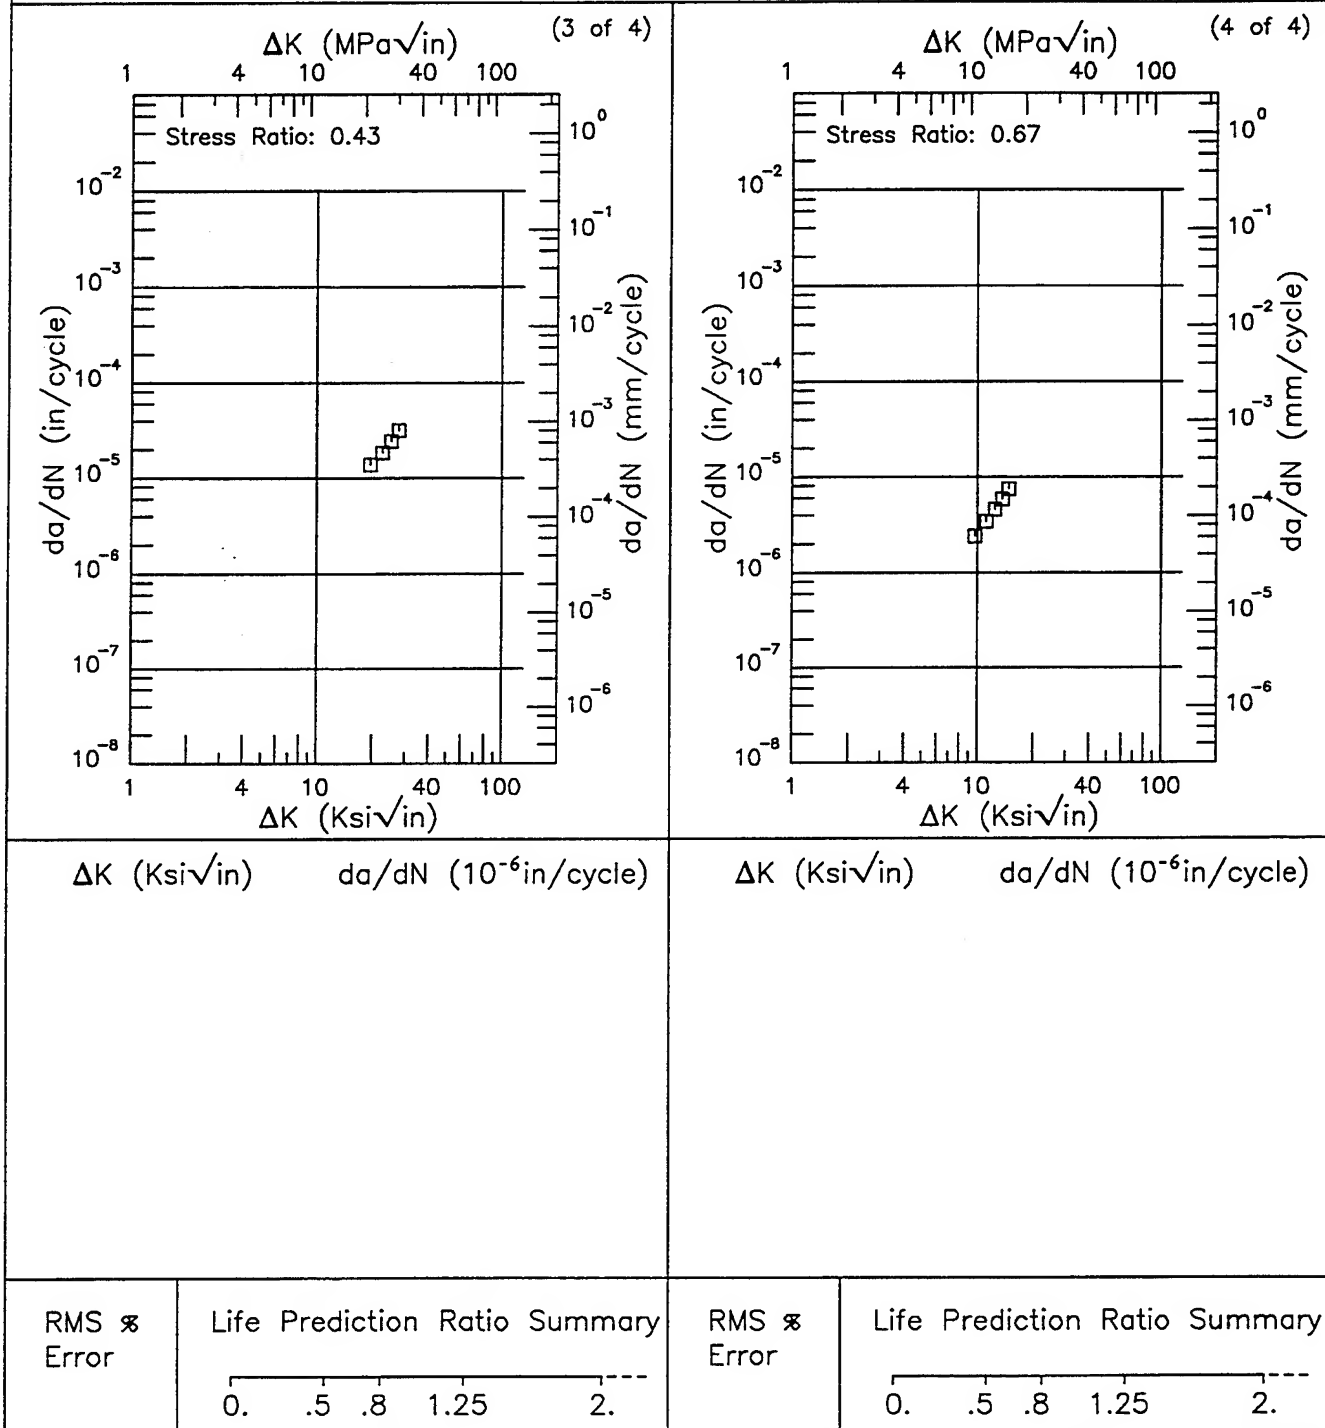 (3 of 4)
ΔK (MPa√in)
1 4 10 40 100
Stress Ratio: 0.43
10⁰
10⁻²
10⁻¹
10⁻³
10⁻²
10⁻⁴
10⁻³
10⁻⁵
10⁻⁴
10⁻⁶
10⁻⁵
10⁻⁷
10⁻⁶
10⁻⁸
da/dN (in/cycle)
da/dN (mm/cycle)
1 4 10 40 100
ΔK (Ksi√in)
(4 of 4)
ΔK (MPa√in)
1 4 10 40 100
Stress Ratio: 0.67
10⁰
10⁻²
10⁻¹
10⁻³
10⁻²
10⁻⁴
10⁻³
10⁻⁵
10⁻⁴
10⁻⁶
10⁻⁵
10⁻⁷
10⁻⁶
10⁻⁸
da/dN (in/cycle)
da/dN (mm/cycle)
1 4 10 40 100
ΔK (Ksi√in)
ΔK (Ksi√in) da/dN (10⁻⁶in/cycle)
ΔK (Ksi√in) da/dN (10⁻⁶in/cycle)
RMS %
Error
Life Prediction Ratio Summary
0. .5 .8 1.25 2.
RMS %
Error
Life Prediction Ratio Summary
0. .5 .8 1.25 2.